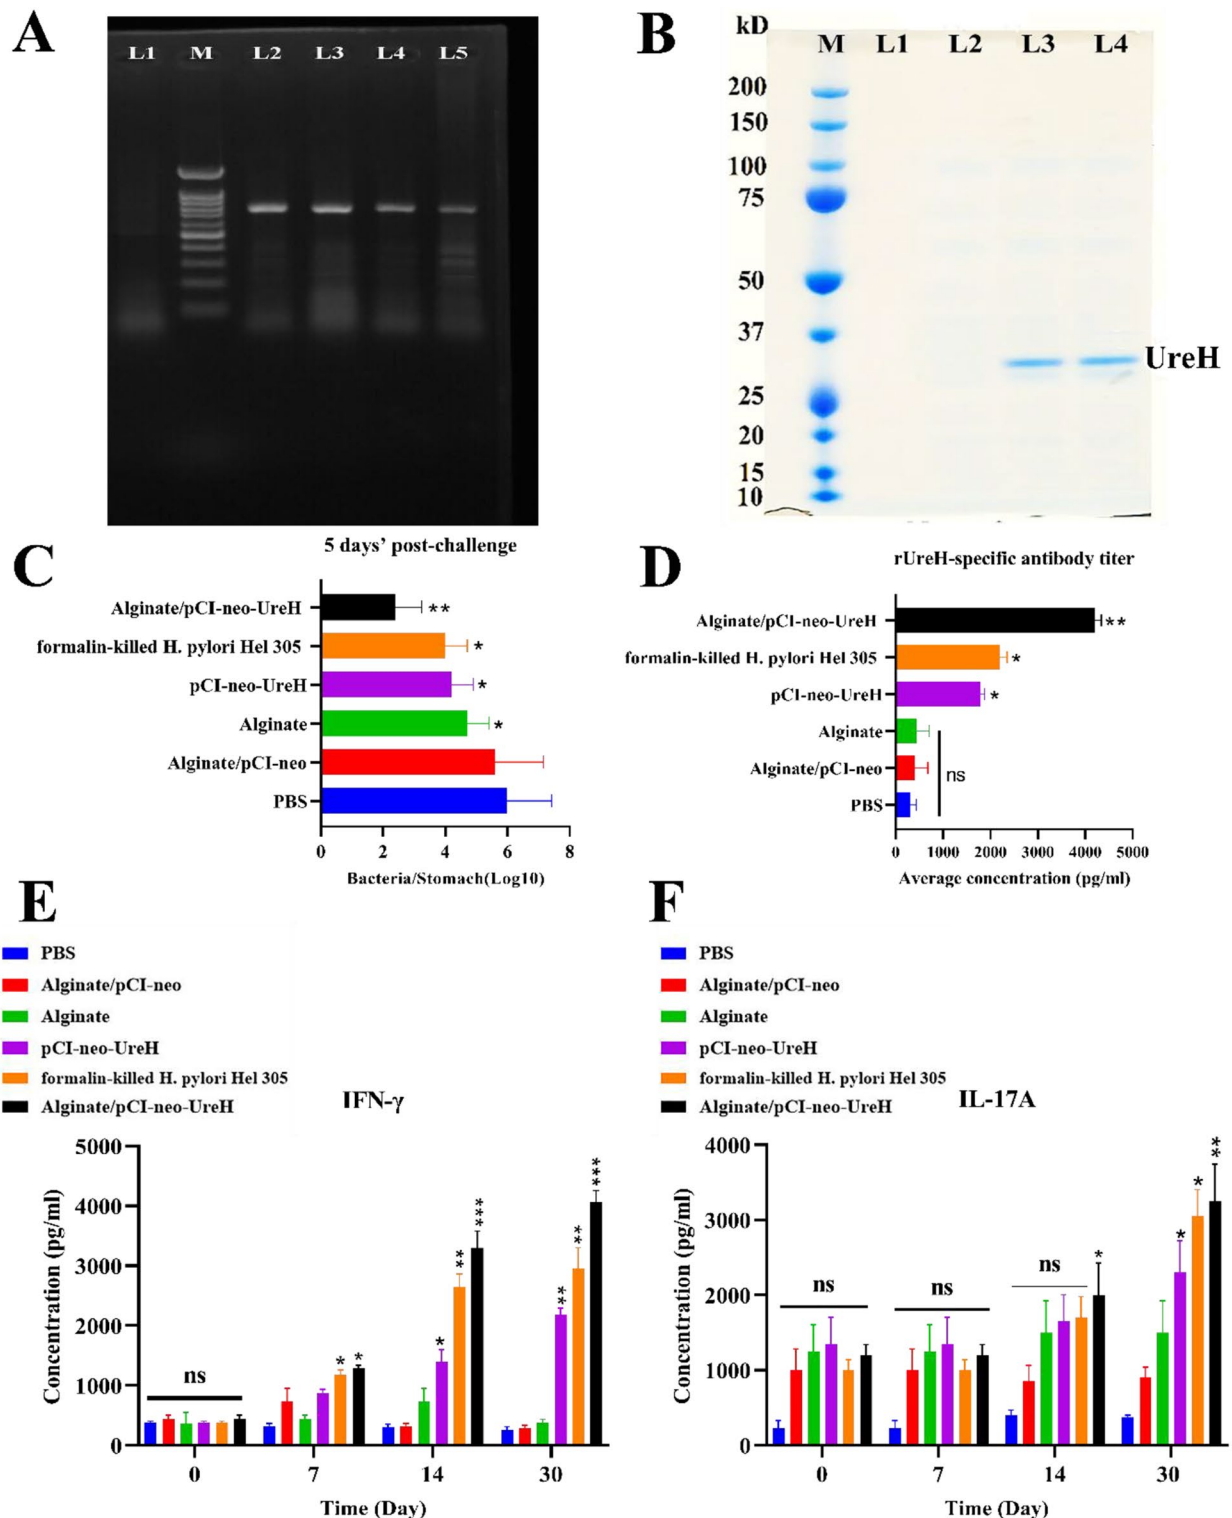 A
L1 M L2 L3 L4 L5
B
kD
M L1 L2 L3 L4
200
150
100
75
50
37
25
20
15
10
UreH
C
5 days’ post-challenge
Alginate/pCI-neo-UreH
formalin-killed H. pylori Hel 305
pCI-neo-UreH
Alginate
Alginate/pCI-neo
PBS
**
*
*
*
0 2 4 6 8
Bacteria/Stomach(Log10)
D
rUreH-specific antibody titer
Alginate/pCI-neo-UreH
formalin-killed H. pylori Hel 305
pCI-neo-UreH
Alginate
Alginate/pCI-neo
PBS
**
*
*
ns
0 1000 2000 3000 4000 5000
Average concentration (pg/ml)
E
PBS
Alginate/pCI-neo
Alginate
pCI-neo-UreH
formalin-killed H. pylori Hel 305
Alginate/pCI-neo-UreH
IFN-γ
Concentration (pg/ml)
5000
4000
3000
2000
1000
0
ns
* *
* ** ***
** ** ***
0 7 14 30
Time (Day)
F
PBS
Alginate/pCI-neo
Alginate
pCI-neo-UreH
formalin-killed H. pylori Hel 305
Alginate/pCI-neo-UreH
IL-17A
Concentration (pg/ml)
4000
3000
2000
1000
0
ns
ns
ns
*
* * **
0 7 14 30
Time (Day)